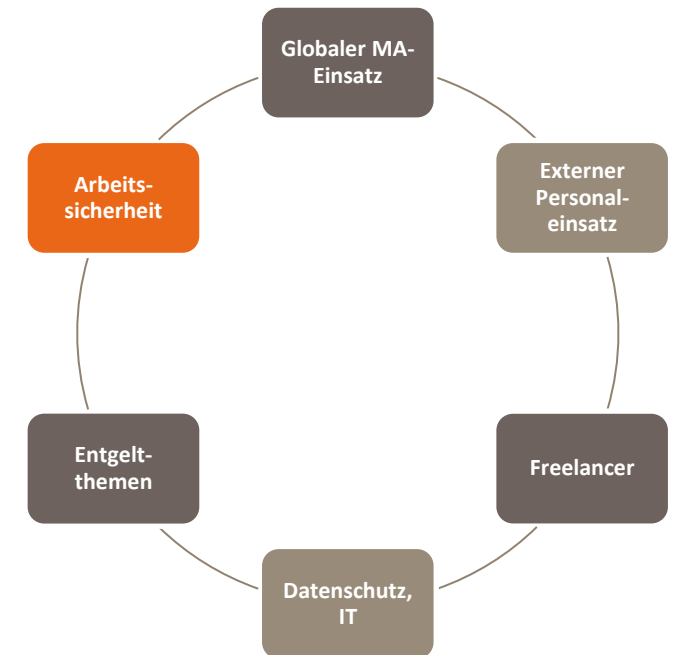 Globaler MA-
Einsatz
Externer
Personal-
einsatz
Freelancer
Datenschutz,
IT
Entgelt-
themen
Arbeits-
sicherheit